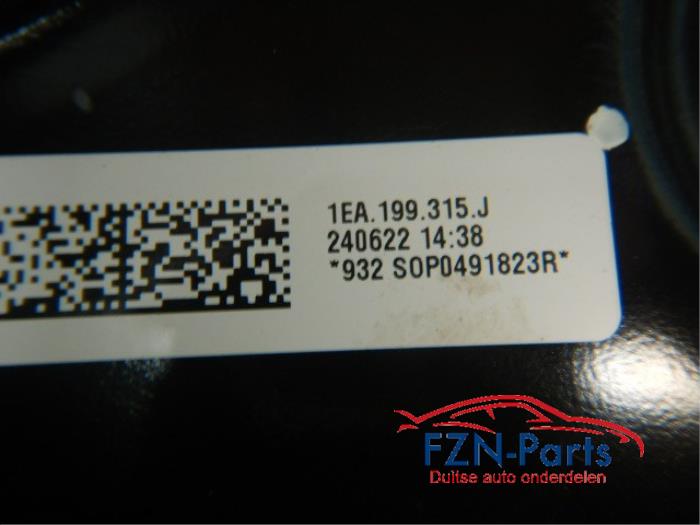 1EA.199.315.J
240622 14:38
*932 SOP0491823R*
FZN-Parts
Duitse auto onderdelen